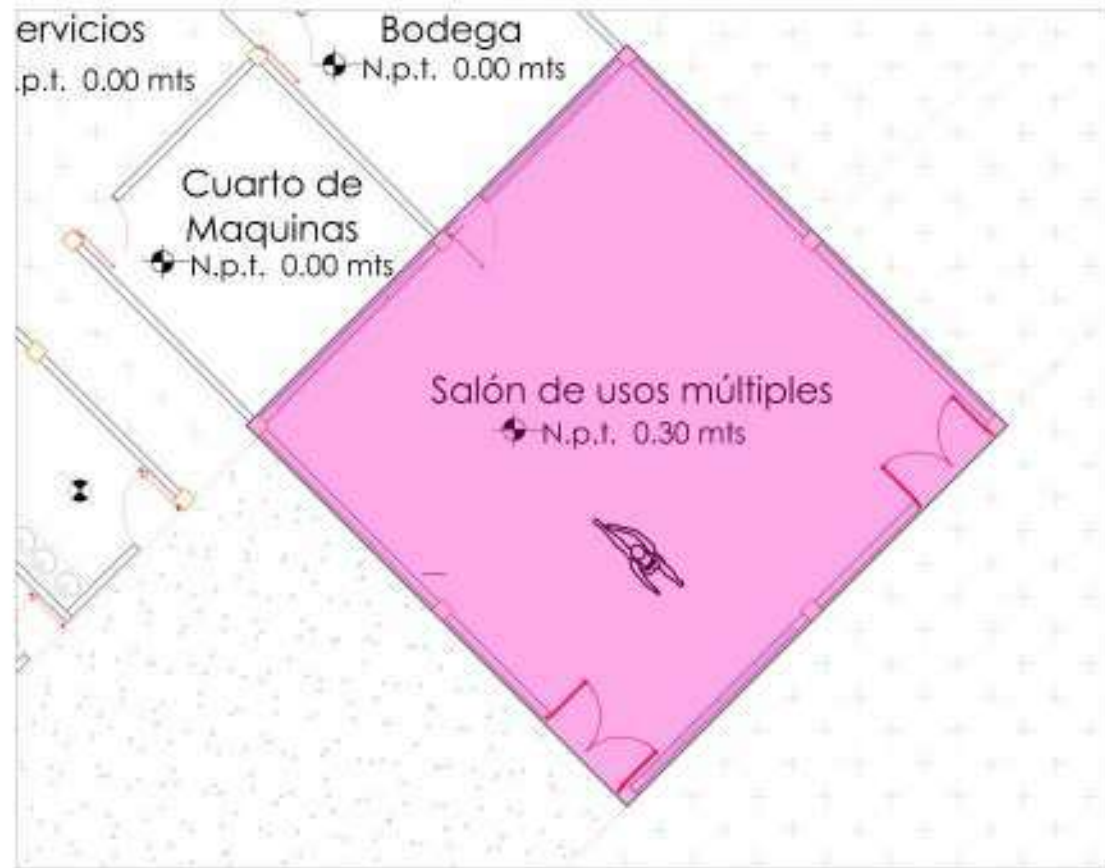 ervicios
.p.t. 0.00 mts
Bodega
N.p.t. 0.00 mts
Cuarto de
Maquinas
N.p.t. 0.00 mts
Salón de usos múltiples
N.p.t. 0.30 mts